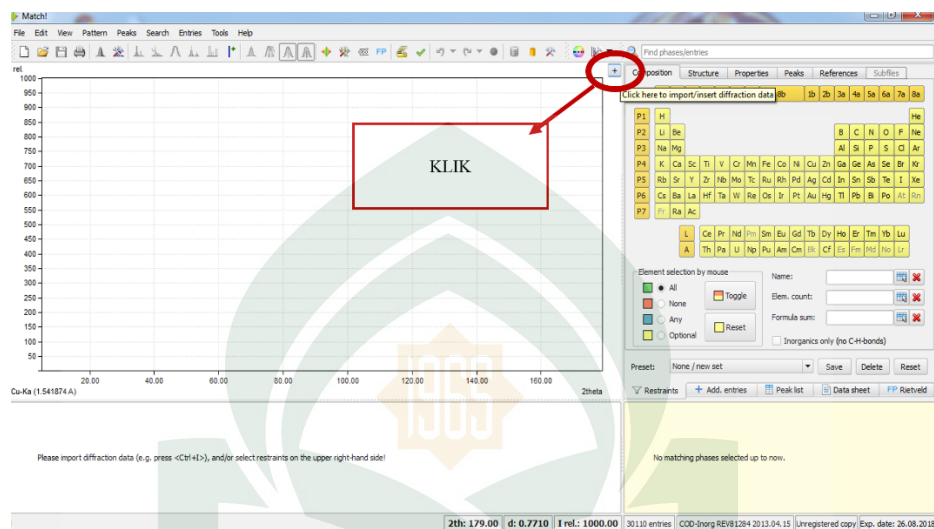 Match!
File Edit View Pattern Peaks Search Entries Tools Help
FP Find phases/entries
rel
+
Composition Structure Properties Peaks References Subfiles
Click here to import/insert diffraction data 8b 1b 2b 3a 4a 5a 6a 7a 8a
1000
950
900
850
800
750
700
650
600
550
500
450
400
350
300
250
200
150
100
50
20.00 40.00 60.00 80.00 100.00 120.00 140.00 160.00
Cu-Ka (1.541874 A) 2theta
KLIK
P1 H He
P2 Li Be B C N O F Ne
P3 Na Mg Al Si P S Cl Ar
P4 K Ca Sc Ti V Cr Mn Fe Co Ni Cu Zn Ga Ge As Se Br Kr
P5 Rb Sr Y Zr Nb Mo Tc Ru Rh Pd Ag Cd In Sn Sb Te I Xe
P6 Cs Ba La Hf Ta W Re Os Ir Pt Au Hg Tl Pb Bi Po At Rn
P7 Fr Ra Ac
L Ce Pr Nd Pm Sm Eu Gd Tb Dy Ho Er Tm Yb Lu
A Th Pa U Np Pu Am Cm Bk Cf Es Fm Md No Lr
Element selection by mouse
All
None
Any
Optional
Toggle
Reset
Name:
Elem. count:
Formula sum:
Inorganics only (no C-H-bonds)
Preset: None / new set Save Delete Reset
Restraints + Add. entries Peak list Data sheet FP Rietveld
1965
Please import diffraction data (e.g. press <Ctrl+I>), and/or select restraints on the upper right-hand side!
No matching phases selected up to now.
2th: 179.00 d: 0.7710 I rel.: 1000.00 30110 entries COD-Inorg REV81284 2013.04.15 Unregistered copy Exp. date: 26.08.2018